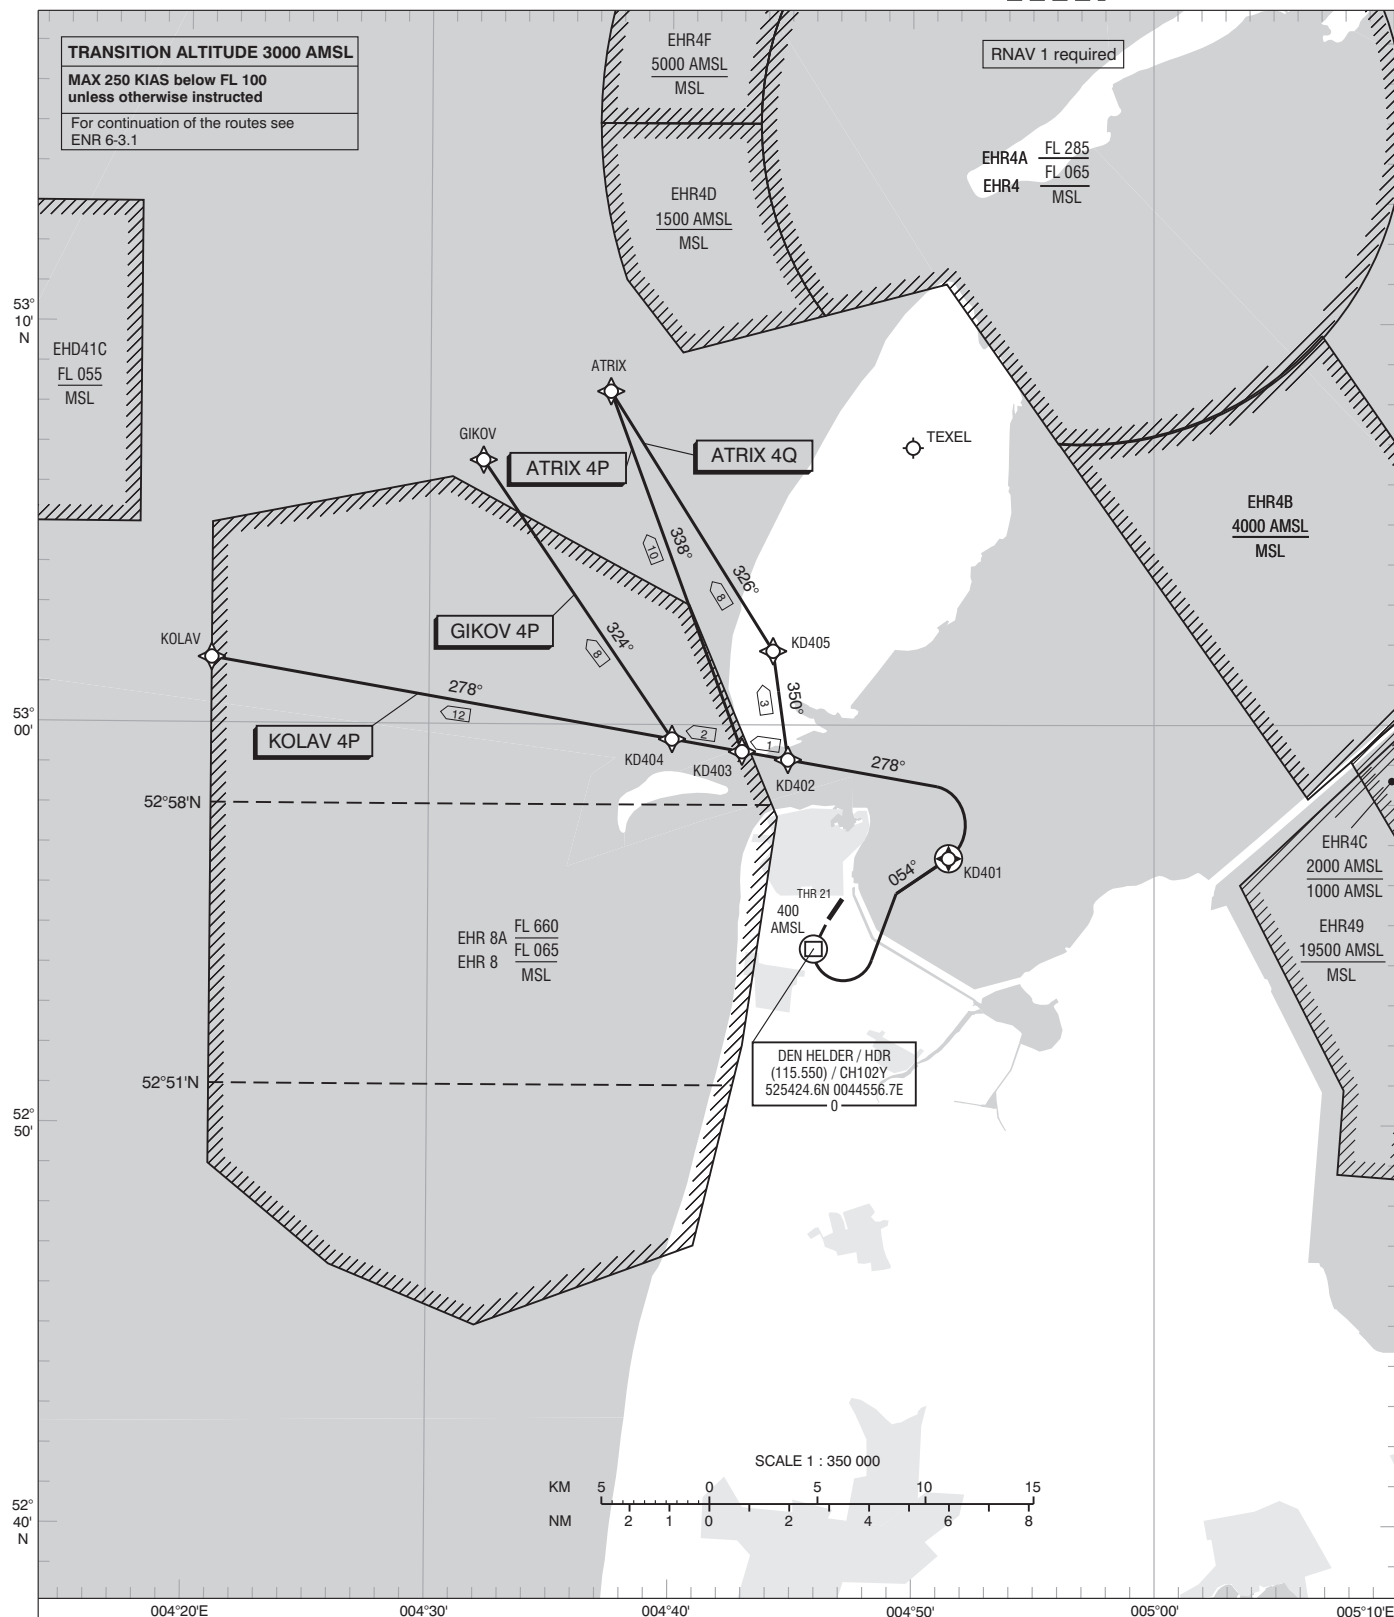 TRANSITION ALTITUDE 3000 AMSL
MAX 250 KIAS below FL 100
unless otherwise instructed
For continuation of the routes see
ENR 6-3.1
EHR4F
5000 AMSL
MSL
RNAV 1 required
EHR4A
FL 285
FL 065
EHR4
MSL
EHR4D
1500 AMSL
MSL
53°
10'
N
EHD41C
FL 055
MSL
ATRIX
TEXEL
GIKOV
ATRIX 4P
ATRIX 4Q
EHR4B
4000 AMSL
MSL
338°
10
326°
8
GIKOV 4P
324°
8
KOLAV
KD405
278°
12
350°
3
53°
00'
KOLAV 4P
2
1
KD404
KD403
KD402
278°
52°58'N
KD401
054°
THR 21
400
AMSL
EHR4C
2000 AMSL
1000 AMSL
EHR 8A
FL 660
FL 065
EHR 8
MSL
EHR49
19500 AMSL
MSL
DEN HELDER / HDR
(115.550) / CH102Y
525424.6N 0044556.7E
0
52°51'N
52°
50'
SCALE 1 : 350 000
KM
5
0
5
10
15
NM
2
1
0
2
4
6
8
52°
40'
N
004°20'E
004°30'
004°40'
004°50'
005°00'
005°10'E